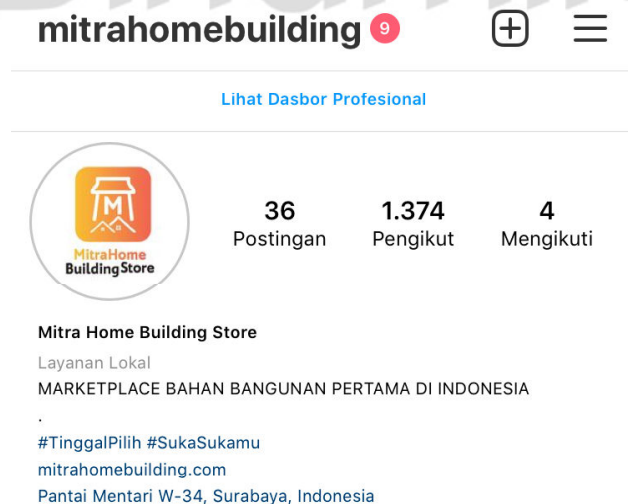 mitrahomebuilding 9
Lihat Dasbor Profesional
M
MitraHome
BuildingStore
36 1.374 4
Postingan Pengikut Mengikuti
Mitra Home Building Store
Layanan Lokal
MARKETPLACE BAHAN BANGUNAN PERTAMA DI INDONESIA
.
#TinggalPilih #SukaSukamu
mitrahomebuilding.com
Pantai Mentari W-34, Surabaya, Indonesia